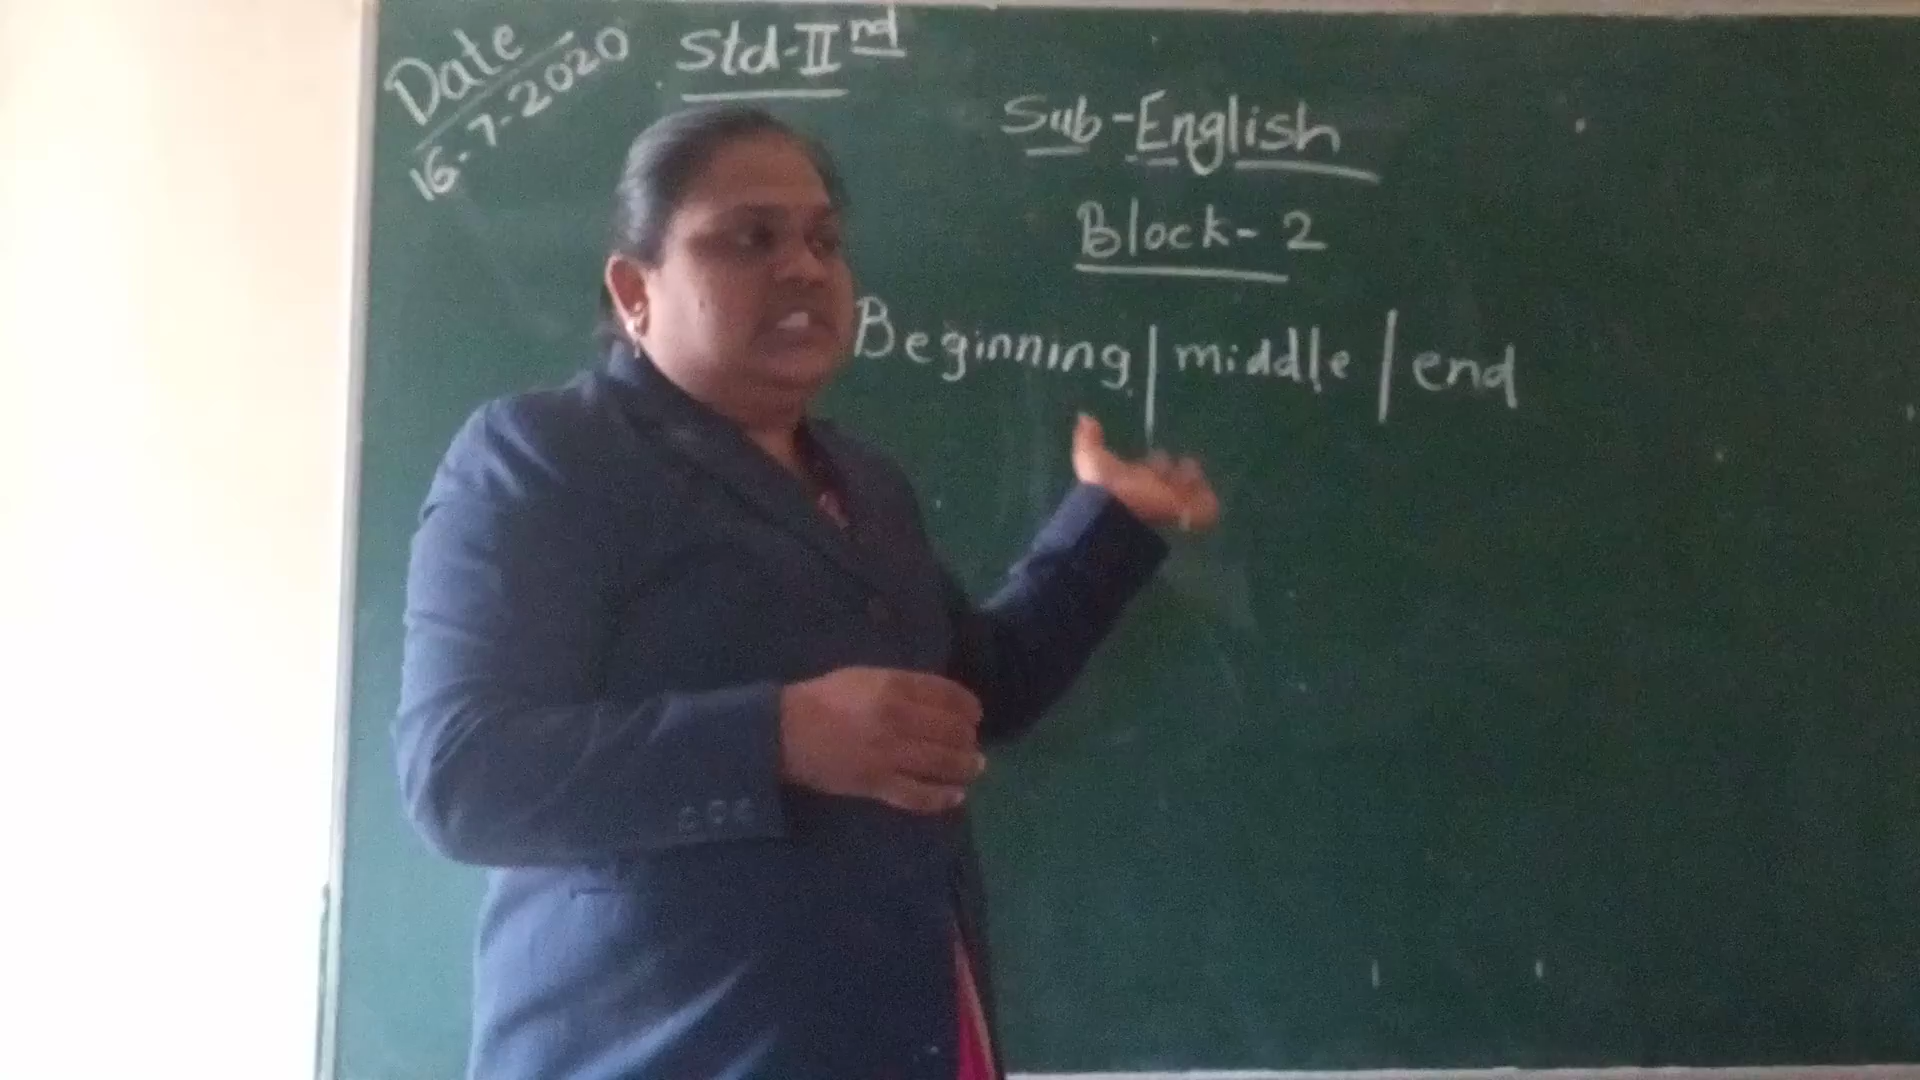 Date
16-7-2020
Std-IInd
Sub-English
Block-2
Beginning/middle/end